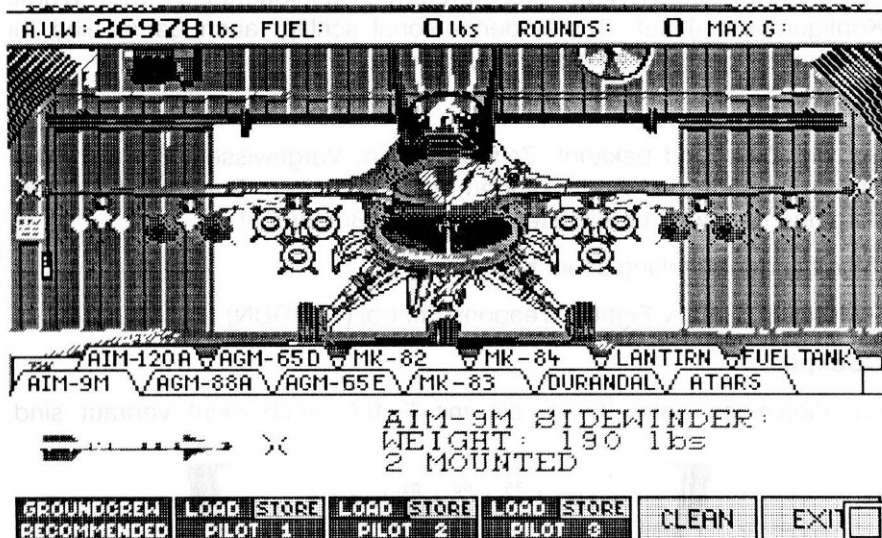 A.U.W: 26978 lbs FUEL: 0 lbs ROUNDS: 0 MAX G:
AIM-120A AGM-65D MK-82 MK-84 LANTIRN FUEL TANK
AIM-9M AGM-88A AGM-65E MK-83 DURANDAL ATARS
AIM-9M SIDEWINDER:
WEIGHT: 190 lbs
2 MOUNTED
GROUNDCREW RECOMMENDED
LOAD STORE PILOT 1
LOAD STORE PILOT 2
LOAD STORE PILOT 3
CLEAN
EXIT